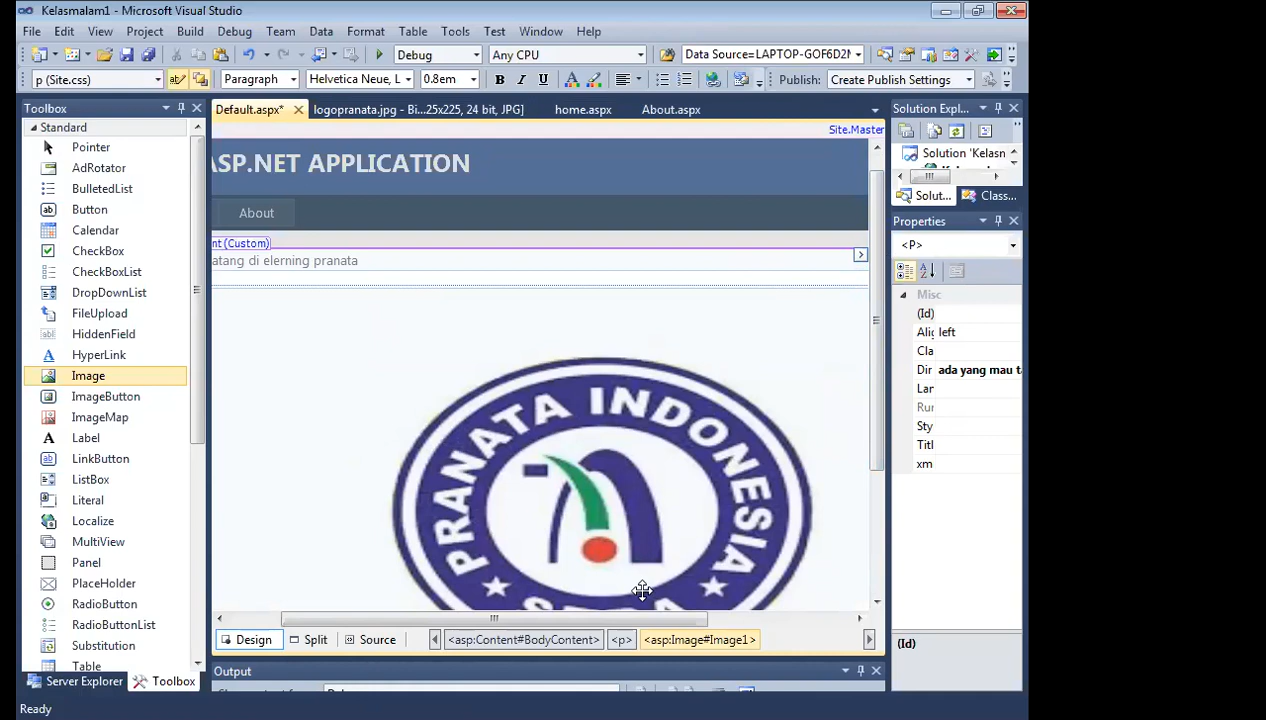 Kelasmalam1 - Microsoft Visual Studio
File Edit View Project Build Debug Team Data Format Table Tools Test Window Help
Debug Any CPU Data Source=LAPTOP-GOF6D2N
p (Site.css) Paragraph Helvetica Neue, L 0.8em B I U A Publish: Create Publish Settings
Toolbox
Standard
Pointer
AdRotator
BulletedList
Button
Calendar
CheckBox
CheckBoxList
DropDownList
FileUpload
HiddenField
HyperLink
Image
ImageButton
ImageMap
Label
LinkButton
ListBox
Literal
Localize
MultiView
Panel
PlaceHolder
RadioButton
RadioButtonList
Substitution
Table
Server Explorer Toolbox
Default.aspx* logopranata.jpg - Bi...25x225, 24 bit, JPG] home.aspx About.aspx
Site.Master
ASP.NET APPLICATION
About
nt (Custom)
atang di elerning pranata
PRANATA INDONESIA
Design Split Source <asp:Content#BodyContent> <p> <asp:Image#Image1>
Output
Solution Expl...
Solution 'Kelasn
Solut... Class...
Properties
<P>
Misc
(Id)
Alig left
Cla
Dir ada yang mau ta
Lar
Run
Sty
Titl
xm
(Id)
Ready